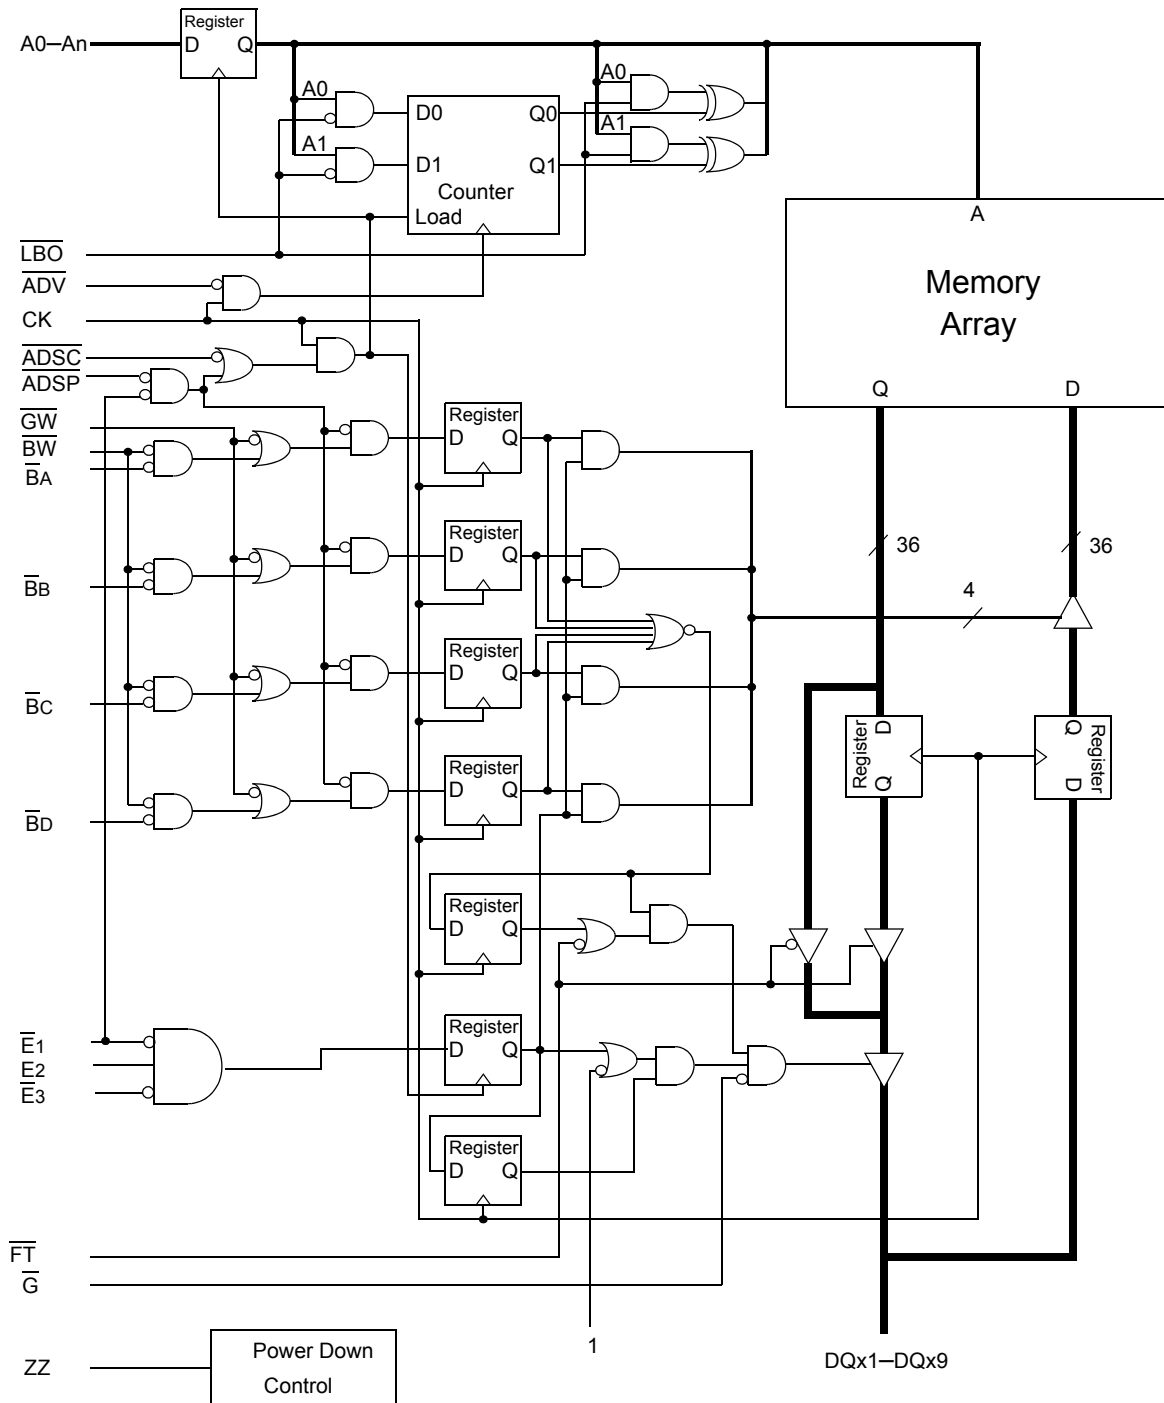 Register
A0–An
D Q
A0
A0
D0
Q0
A1
A1
D1
Q1
Counter
Load
A
LBO
ADV
Memory
CK
Array
ADSC
ADSP
Q
D
GW
Register
BW
D Q
BA
Register
36
36
D Q
BB
4
Register
D Q
BC
Register
D
Q
Q
D
Register
Register
D Q
BD
Register
D Q
Register
E1
D Q
E2
E3
Register
D Q
FT
G
1
Power Down
DQx1–DQx9
ZZ
Control